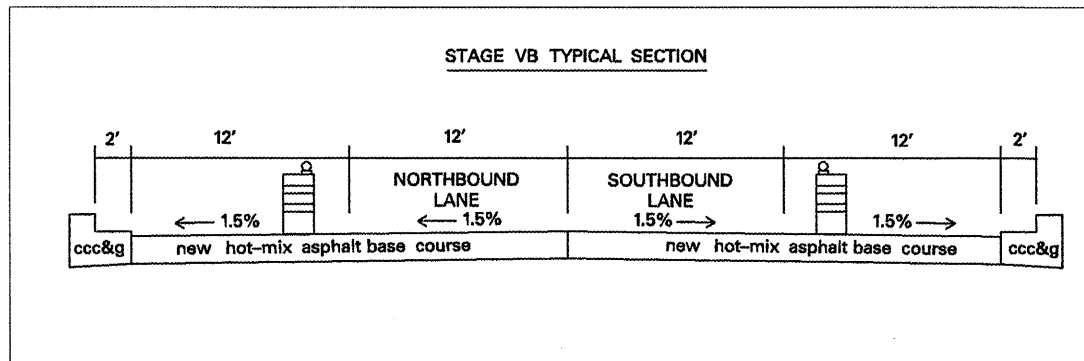 STAGE VB TYPICAL SECTION
2' 12' 12' 12' 12' 2'
NORTHBOUND LANE
SOUTHBOUND LANE
1.5% 1.5% 1.5% 1.5%
ccc&g new hot-mix asphalt base course new hot-mix asphalt base course ccc&g